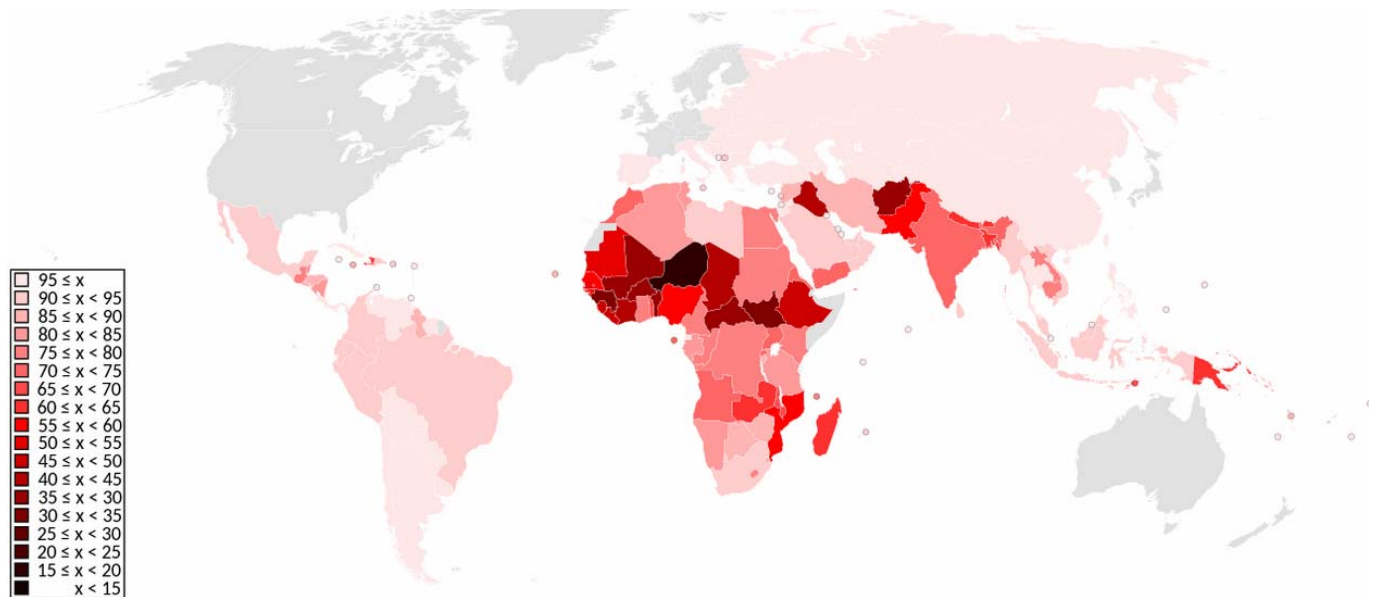 95 ≤ x
90 ≤ x < 95
85 ≤ x < 90
80 ≤ x < 85
75 ≤ x < 80
70 ≤ x < 75
65 ≤ x < 70
60 ≤ x < 65
55 ≤ x < 60
50 ≤ x < 55
45 ≤ x < 50
40 ≤ x < 45
35 ≤ x < 30
30 ≤ x < 35
25 ≤ x < 30
20 ≤ x < 25
15 ≤ x < 20
x < 15